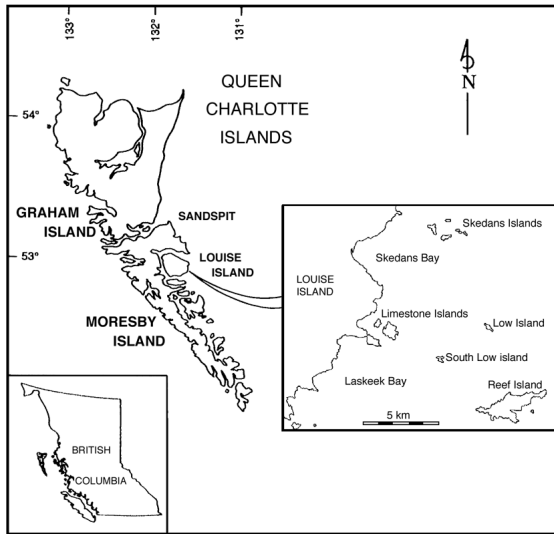 133°
132°
131°
QUEEN
CHARLOTTE
ISLANDS
N
54°
53°
GRAHAM
ISLAND
SANDSPIT
LOUISE
ISLAND
MORESBY
ISLAND
Skedans Islands
Skedans Bay
LOUISE
ISLAND
Limestone Islands
Low Island
South Low island
Laskeek Bay
Reef Island
5 km
BRITISH
COLUMBIA